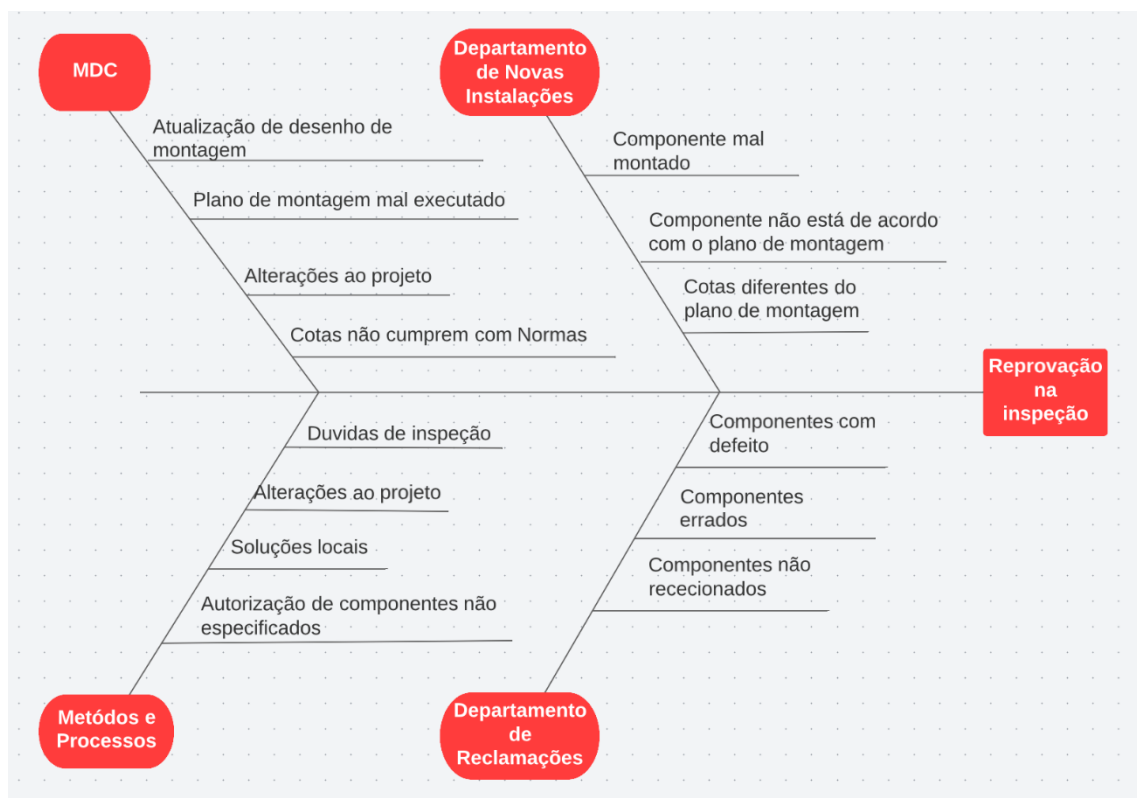 MDC
Atualização de desenho de
montagem
Plano de montagem mal executado
Alterações ao projeto
Cotas não cumprem com Normas
Departamento
de Novas
Instalações
Componente mal
montado
Componente não está de acordo
com o plano de montagem
Cotas diferentes do
plano de montagem
Reprovação
na
inspeção
Duvidas de inspeção
Alterações ao projeto
Soluções locais
Autorização de componentes não
especificados
Metódos e
Processos
Componentes com
defeito
Componentes
errados
Componentes não
rececionados
Departamento
de
Reclamações